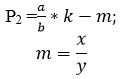 P₂ = a/b * k − m;
m = x/y